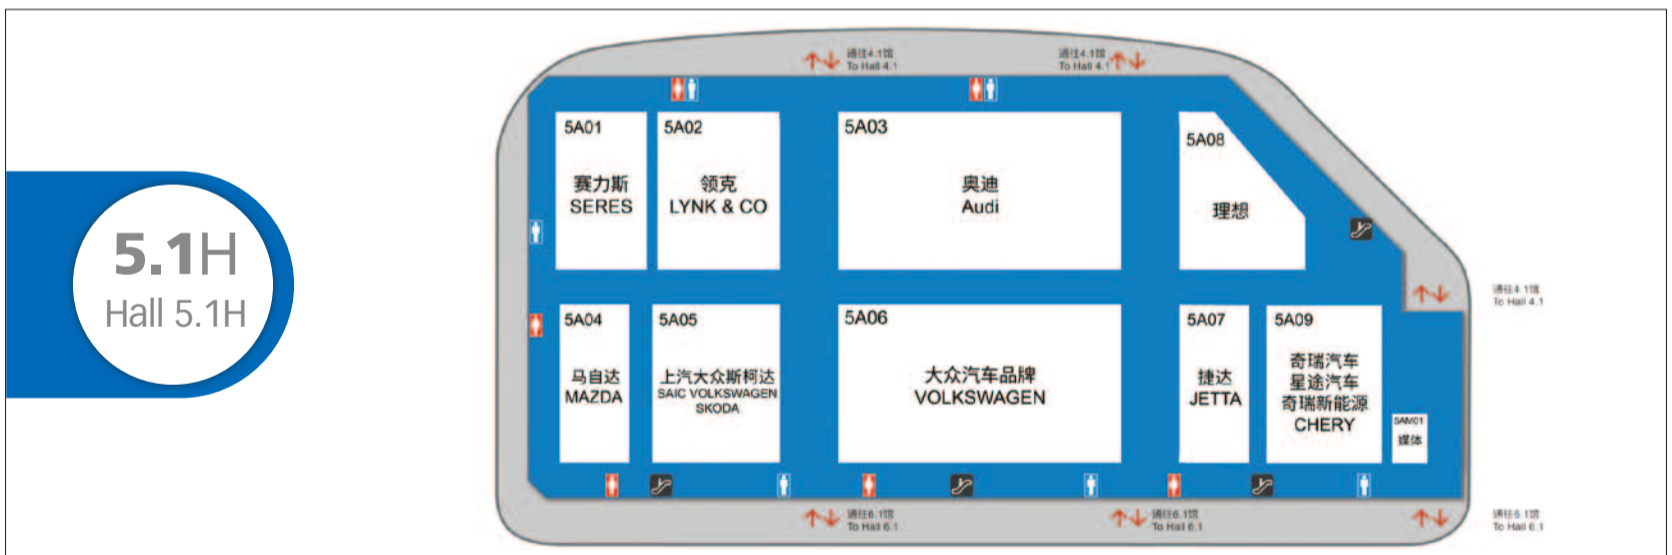 5.1H
Hall 5.1H
通往4.1馆
To Hall 4.1
通往4.1馆
To Hall 4.1
5A01
赛力斯
SERES
5A02
领克
LYNK & CO
5A03
奥迪
Audi
5A08
理想
通往4.1馆
To Hall 4.1
5A04
马自达
MAZDA
5A05
上汽大众斯柯达
SAIC VOLKSWAGEN
SKODA
5A06
大众汽车品牌
VOLKSWAGEN
5A07
捷达
JETTA
5A09
奇瑞汽车
星途汽车
奇瑞新能源
CHERY
5AM01
媒体
通往6.1馆
To Hall 6.1
通往6.1馆
To Hall 6.1
通往6.1馆
To Hall 6.1